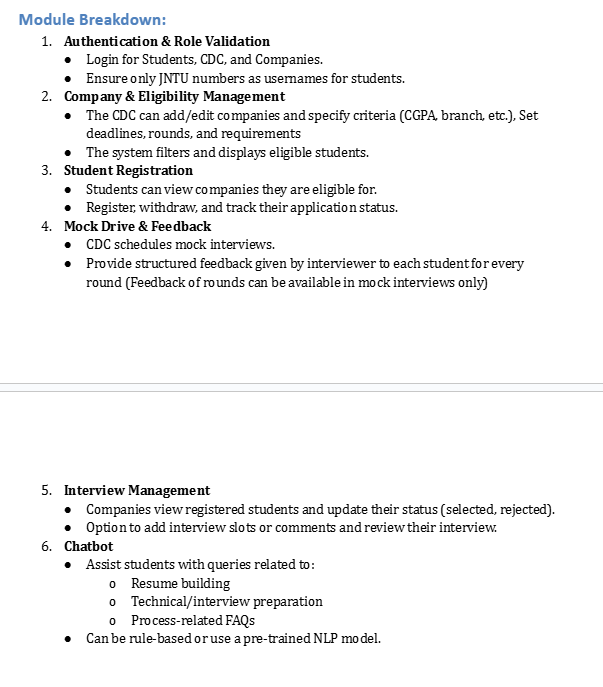 Module Breakdown:
1. Authentication & Role Validation
● Login for Students, CDC, and Companies.
● Ensure only JNTU numbers as usernames for students.
2. Company & Eligibility Management
● The CDC can add/edit companies and specify criteria (CGPA, branch, etc.), Set
deadlines, rounds, and requirements
● The system filters and displays eligible students.
3. Student Registration
● Students can view companies they are eligible for.
● Register, withdraw, and track their application status.
4. Mock Drive & Feedback
● CDC schedules mock interviews.
● Provide structured feedback given by interviewer to each student for every
round (Feedback of rounds can be available in mock interviews only)
5. Interview Management
● Companies view registered students and update their status (selected, rejected).
● Option to add interview slots or comments and review their interview.
6. Chatbot
● Assist students with queries related to:
o Resume building
o Technical/interview preparation
o Process-related FAQs
● Can be rule-based or use a pre-trained NLP model.